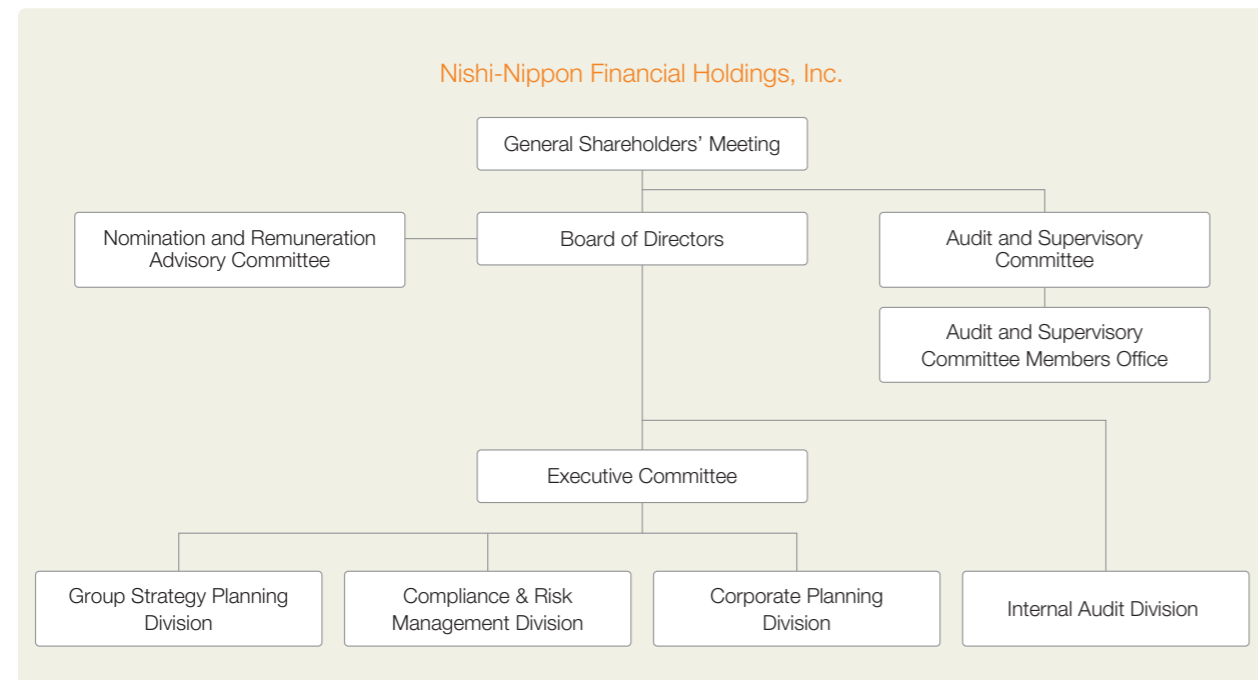 Nishi-Nippon Financial Holdings, Inc.
General Shareholders’ Meeting
Nomination and Remuneration
Advisory Committee
Board of Directors
Audit and Supervisory
Committee
Audit and Supervisory
Committee Members Office
Executive Committee
Group Strategy Planning
Division
Compliance & Risk
Management Division
Corporate Planning
Division
Internal Audit Division